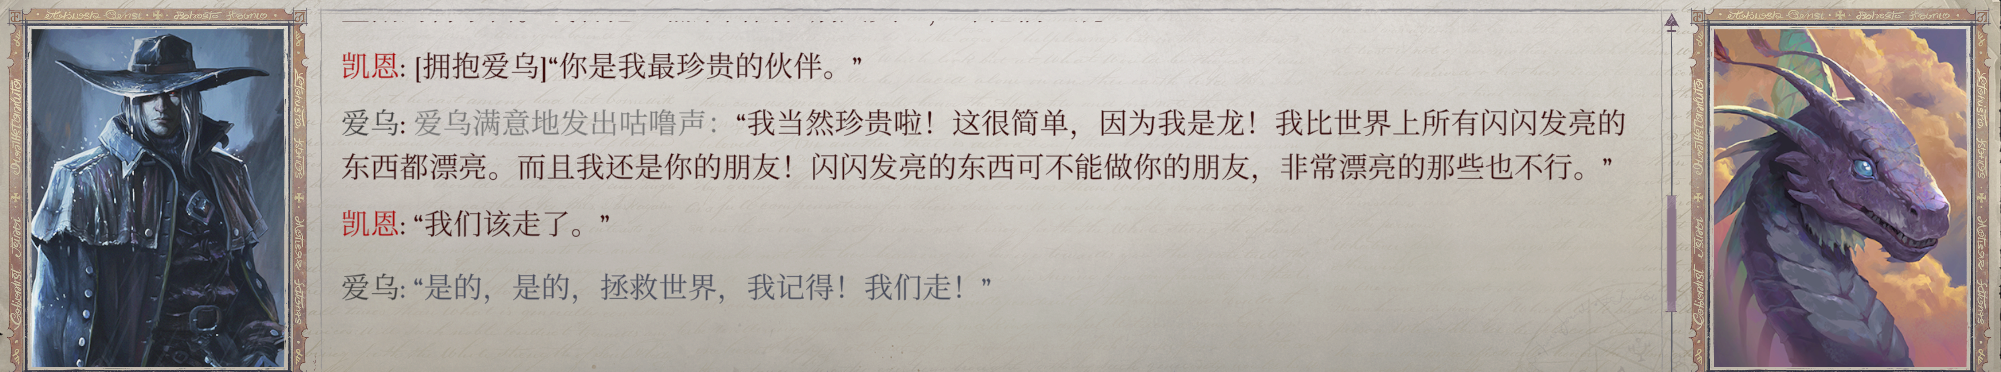 凯恩: [拥抱爱乌]“你是我最珍贵的伙伴。”
爱乌: 爱乌满意地发出咕噜声：“我当然珍贵啦！这很简单，因为我是龙！我比世界上所有闪闪发亮的
东西都漂亮。而且我还是你的朋友！闪闪发亮的东西可不能做你的朋友，非常漂亮的那些也不行。”
凯恩: “我们该走了。”
爱乌: “是的，是的，拯救世界，我记得！我们走！”